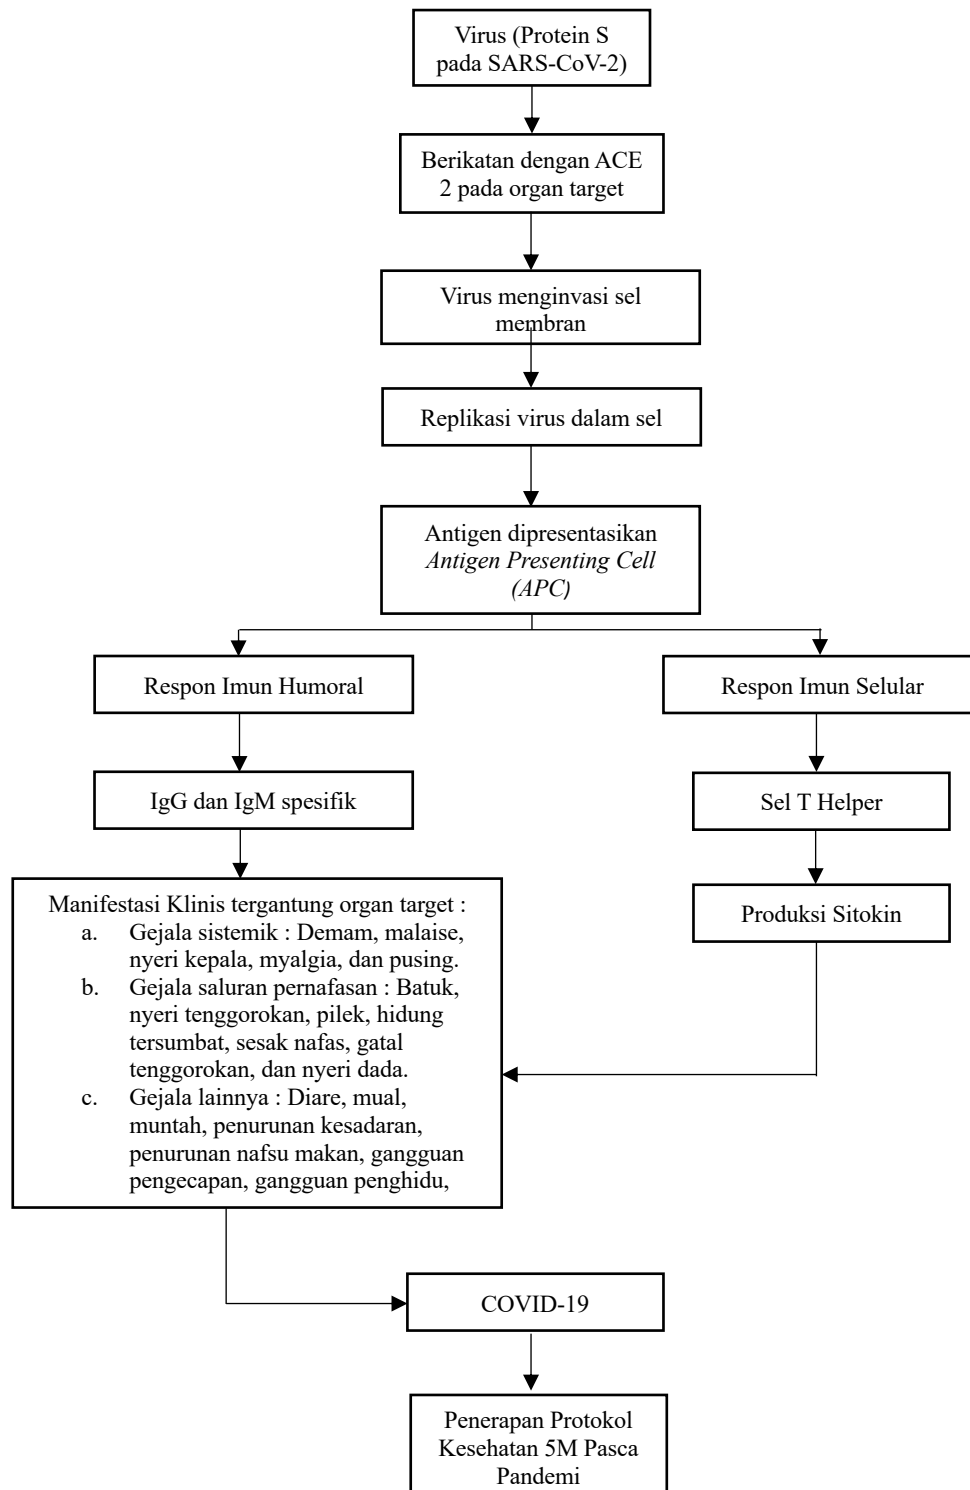 Virus (Protein S
pada SARS-CoV-2)
Berikatan dengan ACE
2 pada organ target
Virus menginvasi sel
membran
Replikasi virus dalam sel
Antigen dipresentasikan
Antigen Presenting Cell
(APC)
Respon Imun Humoral
Respon Imun Selular
IgG dan IgM spesifik
Sel T Helper
Produksi Sitokin
Manifestasi Klinis tergantung organ target :
a. Gejala sistemik : Demam, malaise,
nyeri kepala, myalgia, dan pusing.
b. Gejala saluran pernafasan : Batuk,
nyeri tenggorokan, pilek, hidung
tersumbat, sesak nafas, gatal
tenggorokan, dan nyeri dada.
c. Gejala lainnya : Diare, mual,
muntah, penurunan kesadaran,
penurunan nafsu makan, gangguan
pengecapan, gangguan penghidu,
COVID-19
Penerapan Protokol
Kesehatan 5M Pasca
Pandemi